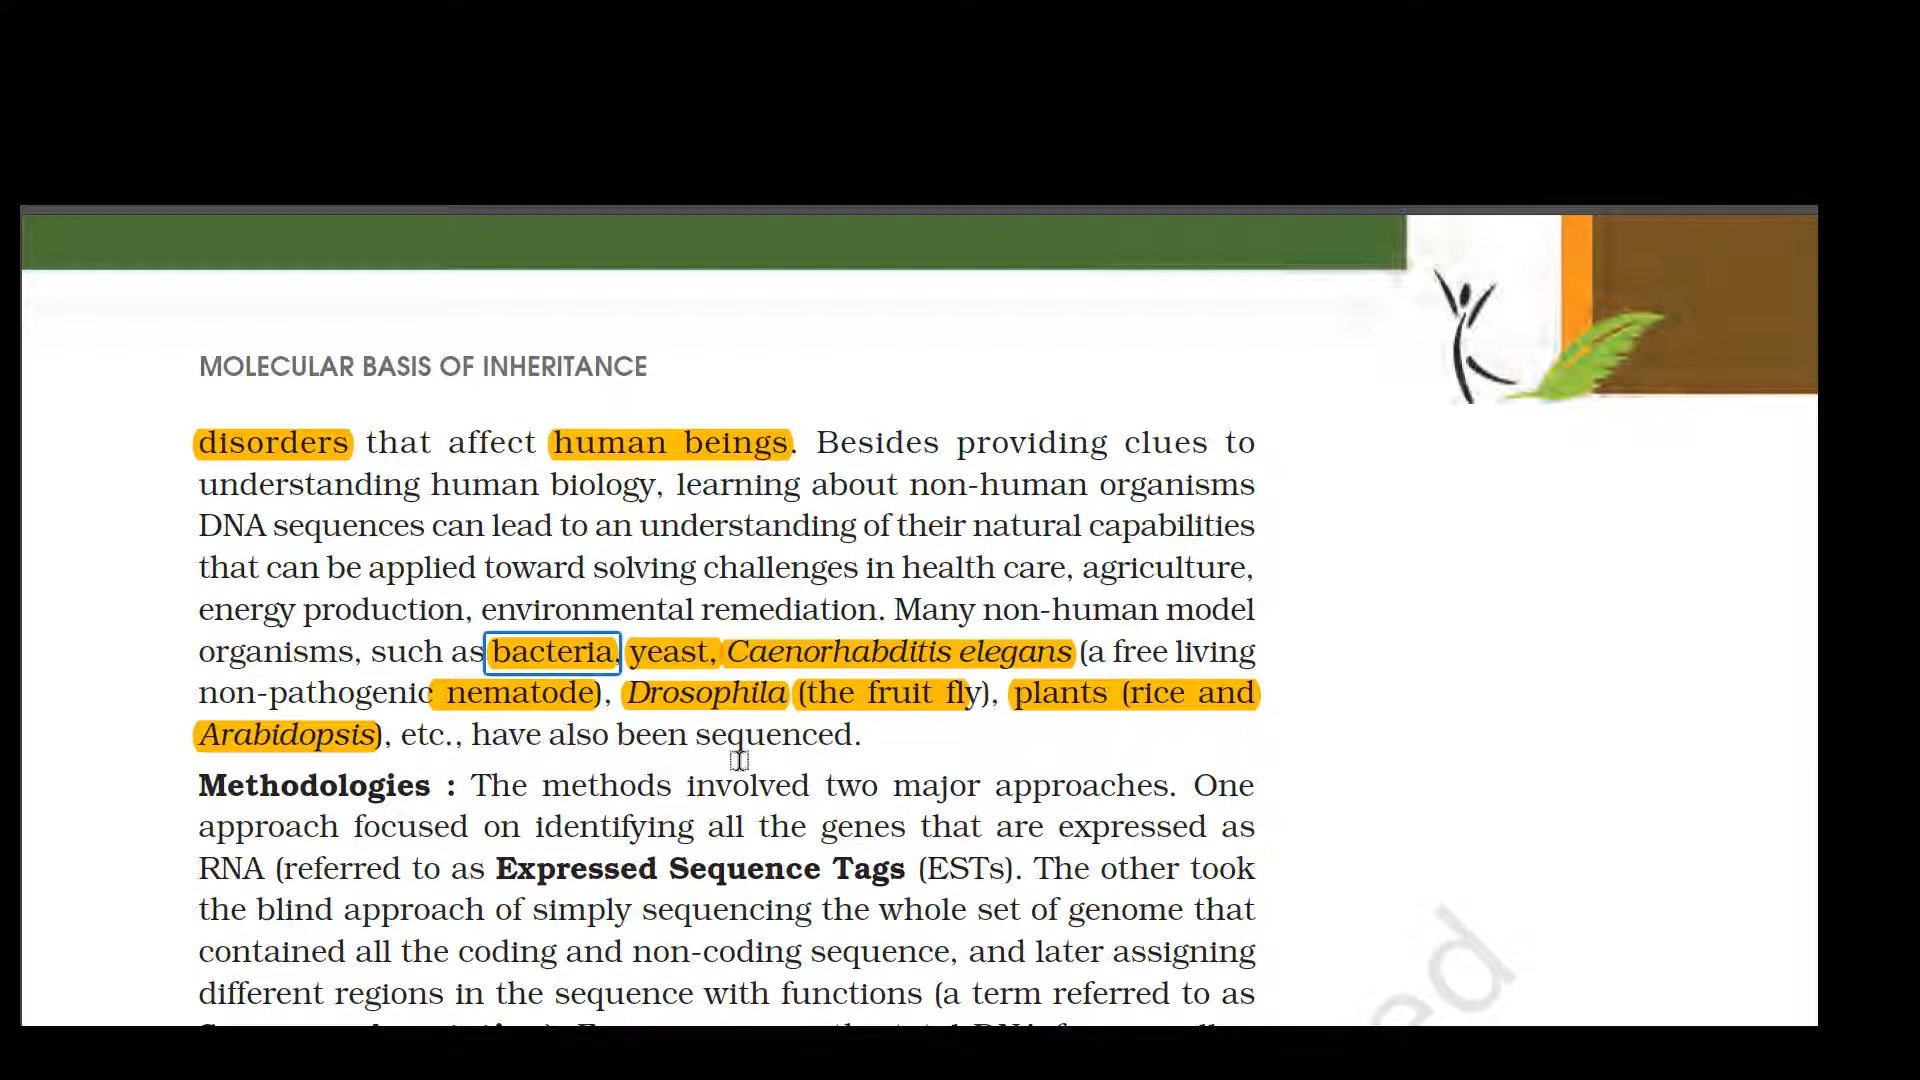 MOLECULAR BASIS OF INHERITANCE
disorders that affect human beings. Besides providing clues to
understanding human biology, learning about non-human organisms
DNA sequences can lead to an understanding of their natural capabilities
that can be applied toward solving challenges in health care, agriculture,
energy production, environmental remediation. Many non-human model
organisms, such as bacteria, yeast, Caenorhabditis elegans (a free living
non-pathogenic nematode), Drosophila (the fruit fly), plants (rice and
Arabidopsis), etc., have also been sequenced.
Methodologies : The methods involved two major approaches. One
approach focused on identifying all the genes that are expressed as
RNA (referred to as Expressed Sequence Tags (ESTs). The other took
the blind approach of simply sequencing the whole set of genome that
contained all the coding and non-coding sequence, and later assigning
different regions in the sequence with functions (a term referred to as